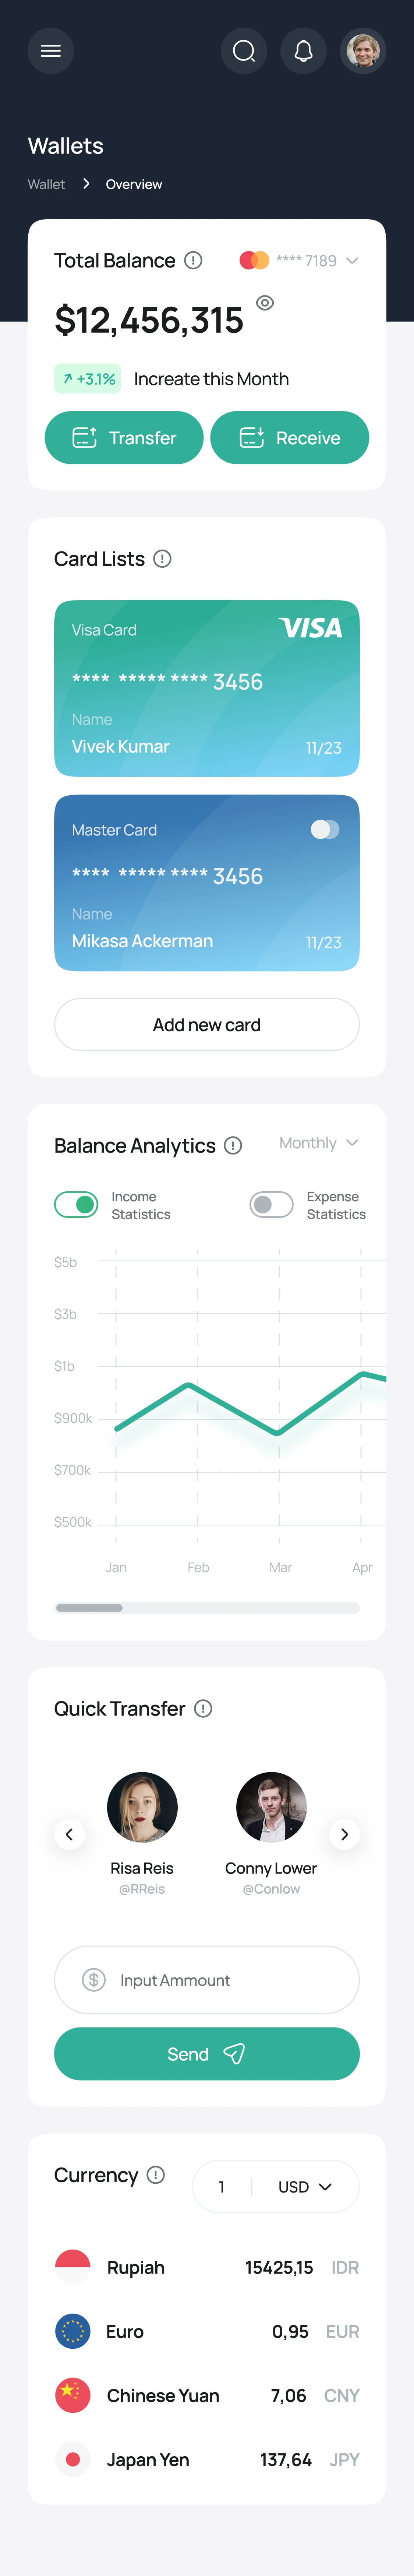 Wallets
Wallet > Overview
Total Balance
**** 7189
$12,456,315
+3.1% Increate this Month
Transfer
Receive
Card Lists
Visa Card
VISA
**** ***** **** 3456
Name
Vivek Kumar
11/23
Master Card
**** ***** **** 3456
Name
Mikasa Ackerman
11/23
Add new card
Balance Analytics
Monthly
Income
Statistics
Expense
Statistics
$5b
$3b
$1b
$900k
$700k
$500k
Jan Feb Mar Apr
Quick Transfer
Risa Reis
@RReis
Conny Lower
@Conlow
$ Input Ammount
Send
Currency
1 USD
Rupiah 15425,15 IDR
Euro 0,95 EUR
Chinese Yuan 7,06 CNY
Japan Yen 137,64 JPY